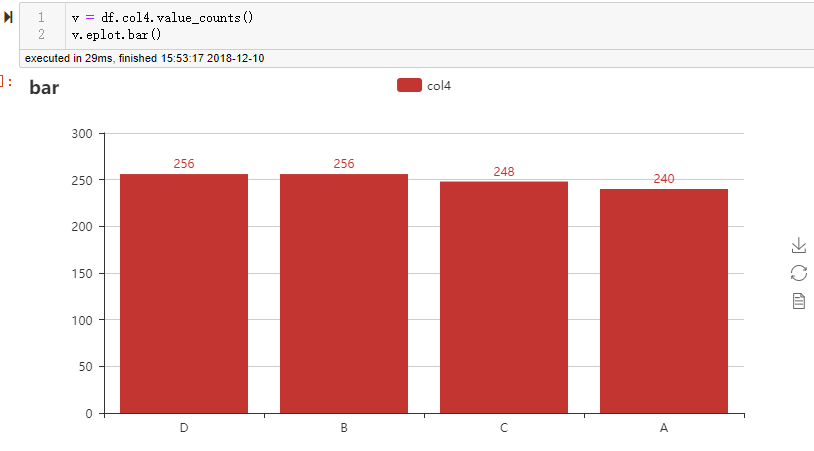 1 v = df.col4.value_counts()
2 v.eplot.bar()
executed in 29ms, finished 15:53:17 2018-12-10
]:
bar
col4
300
250
200
150
100
50
0
256
256
248
240
D B C A